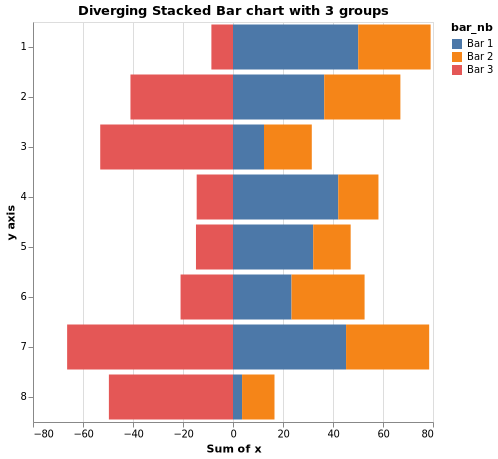 Diverging Stacked Bar chart with 3 groups
bar_nb
Bar 1
Bar 2
Bar 3
y axis
1
2
3
4
5
6
7
8
−80 −60 −40 −20 0 20 40 60 80
Sum of x